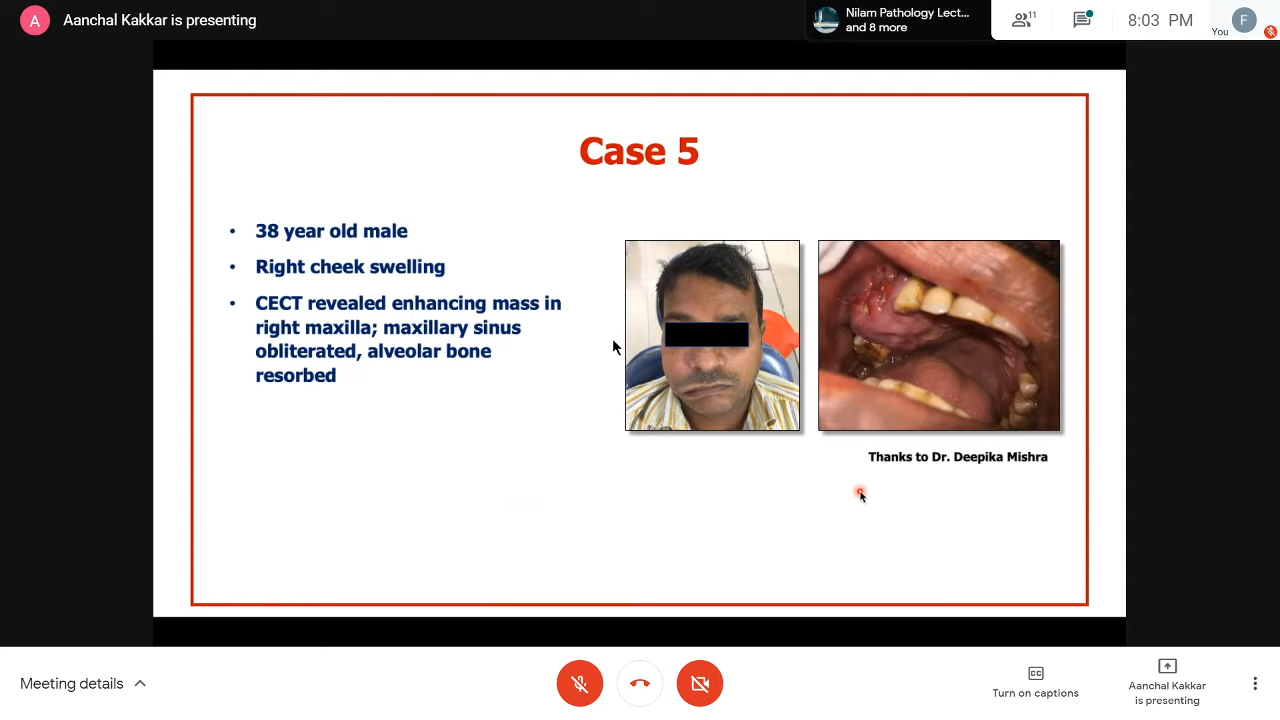 A
Aanchal Kakkar is presenting
Nilam Pathology Lect...
and 8 more
11
8:03 PM
You
F
Case 5
• 38 year old male
• Right cheek swelling
• CECT revealed enhancing mass in
right maxilla; maxillary sinus
obliterated, alveolar bone
resorbed
Thanks to Dr. Deepika Mishra
Meeting details
CC
Turn on captions
Aanchal Kakkar
is presenting